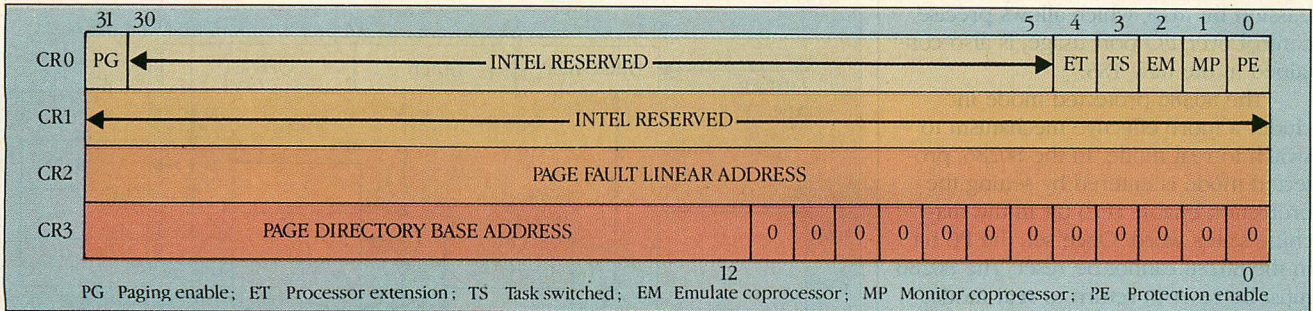 31 30 5 4 3 2 1 0
CR0 PG INTEL RESERVED ET TS EM MP PE
CR1 INTEL RESERVED
CR2 PAGE FAULT LINEAR ADDRESS
CR3 PAGE DIRECTORY BASE ADDRESS 0 0 0 0 0 0 0 0 0 0 0 0
12 0
PG Paging enable; ET Processor extension; TS Task switched; EM Emulate coprocessor; MP Monitor coprocessor; PE Protection enable